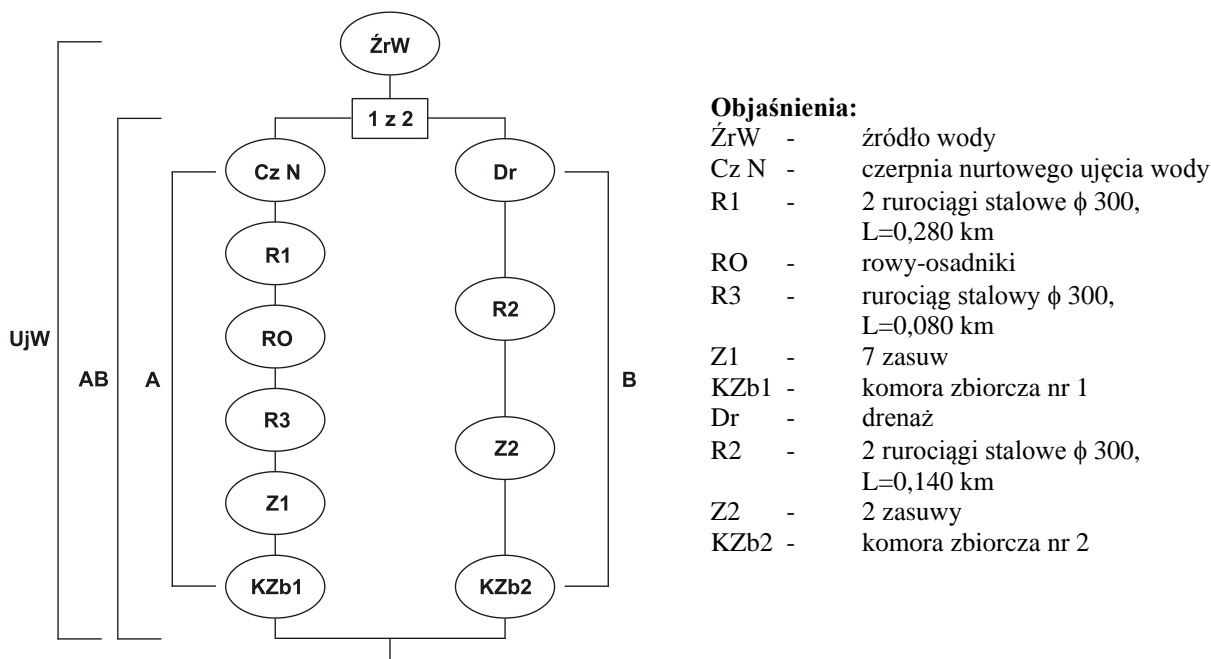 ŹrW
1 z 2
Cz N
Dr
R1
R2
RO
UjW
AB
A
B
R3
Z2
Z1
KZb1
KZb2
Objaśnienia:
ŹrW - źródło wody
Cz N - czerpnia nurtowego ujęcia wody
R1 - 2 rurociągi stalowe ϕ 300,
L=0,280 km
RO - rowy-osadniki
R3 - rurociąg stalowy ϕ 300,
L=0,080 km
Z1 - 7 zasuw
KZb1 - komora zbiorcza nr 1
Dr - drenaż
R2 - 2 rurociągi stalowe ϕ 300,
L=0,140 km
Z2 - 2 zasuwy
KZb2 - komora zbiorcza nr 2